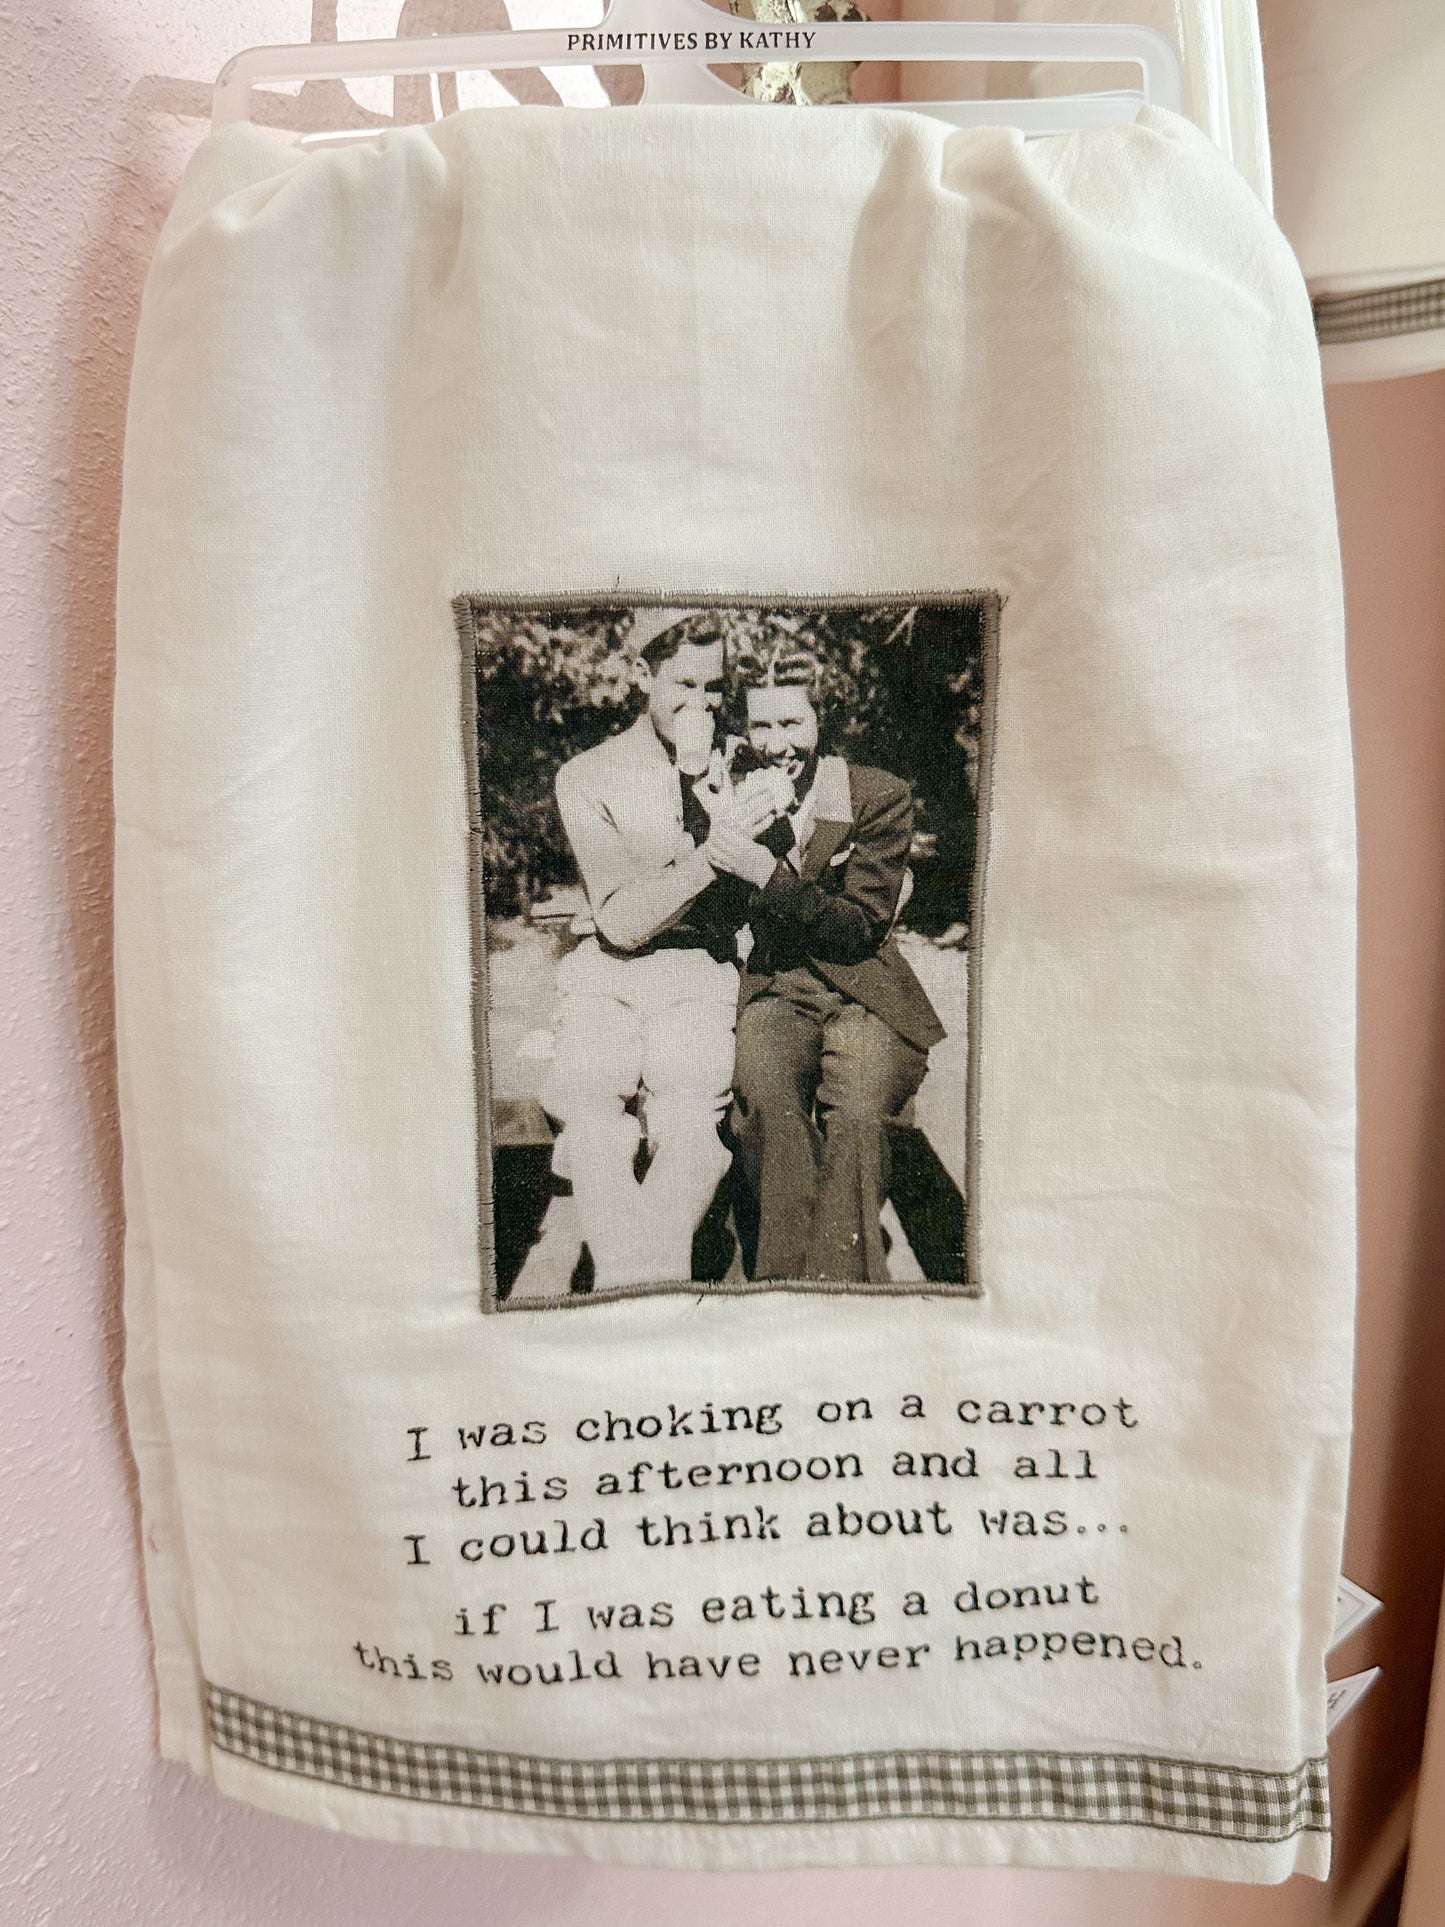 PRIMITIVES BY KATHY
I was choking on a carrot
this afternoon and all
I could think about was...
if I was eating a donut
this would have never happened.